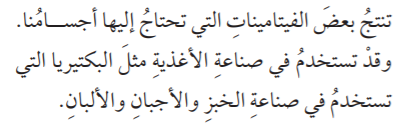 تنتجُ بعضَ الفيتاميناتِ التي تحتاجُ إليها أجســـامُنا.
وقدْ تستخدمُ في صناعةِ الأغذيةِ مثلَ البكتيريا التي
تستخدمُ في صناعةِ الخبزِ والأجبانِ والألبانِ.